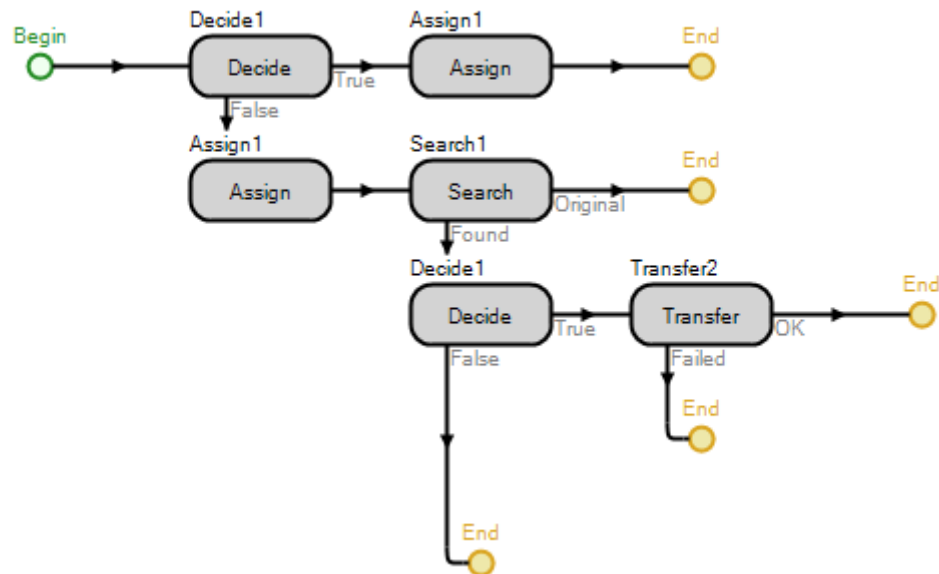 Decide1
Assign1
Begin
End
Decide
Assign
True
False
Assign1
Search1
End
Assign
Search
Original
Found
Decide1
Transfer2
End
Decide
Transfer
True
OK
False
Failed
End
End